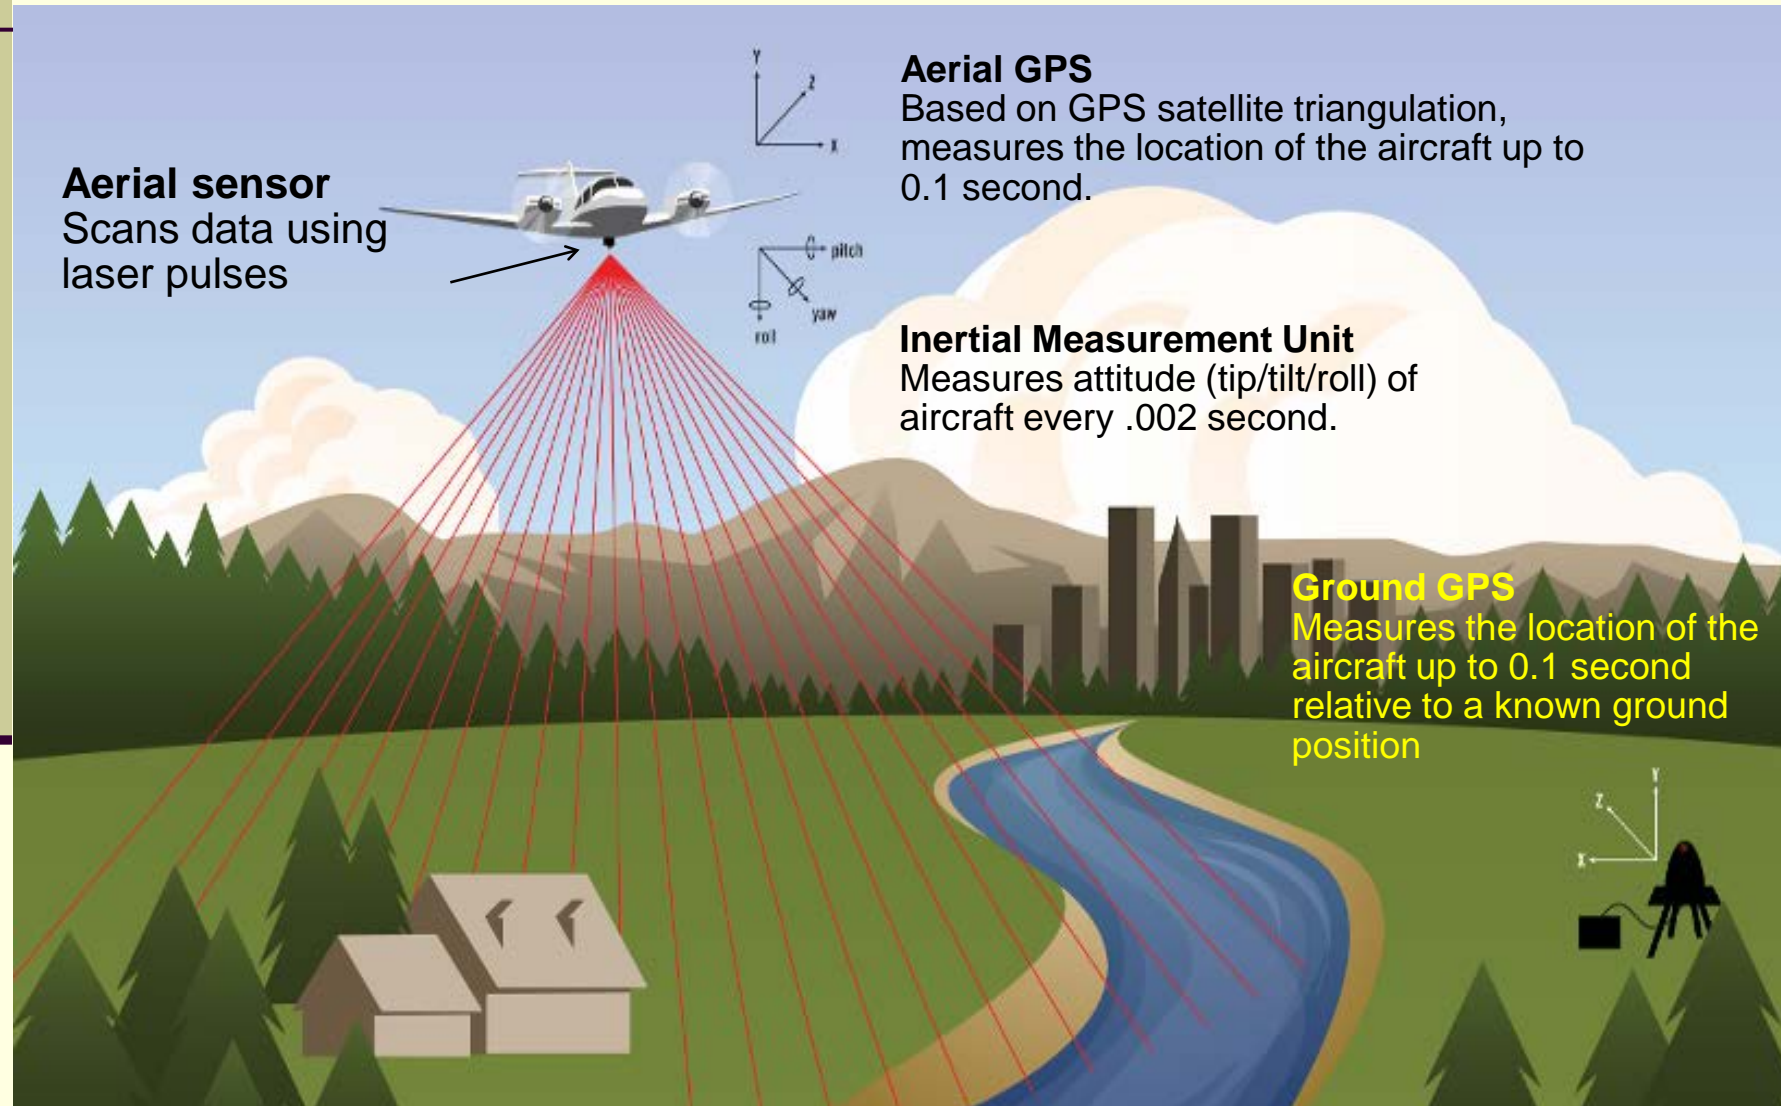 Aerial GPS
Based on GPS satellite triangulation,
measures the location of the aircraft up to
0.1 second.
Y
Z
X
Aerial sensor
Scans data using
laser pulses
pitch
yaw
roll
Inertial Measurement Unit
Measures attitude (tip/tilt/roll) of
aircraft every .002 second.
Ground GPS
Measures the location of the
aircraft up to 0.1 second
relative to a known ground
position
Y
Z
X